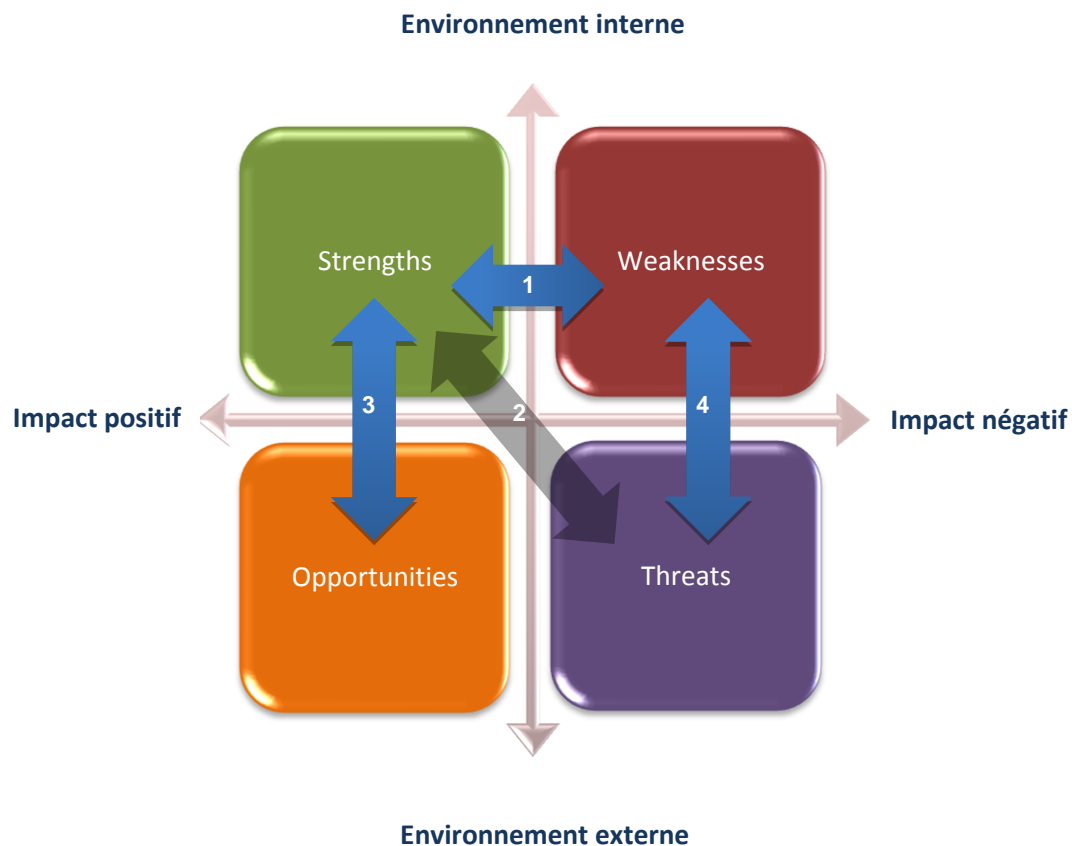 Environnement interne
Strengths
Weaknesses
1
3
2
4
Impact positif
Impact négatif
Opportunities
Threats
Environnement externe